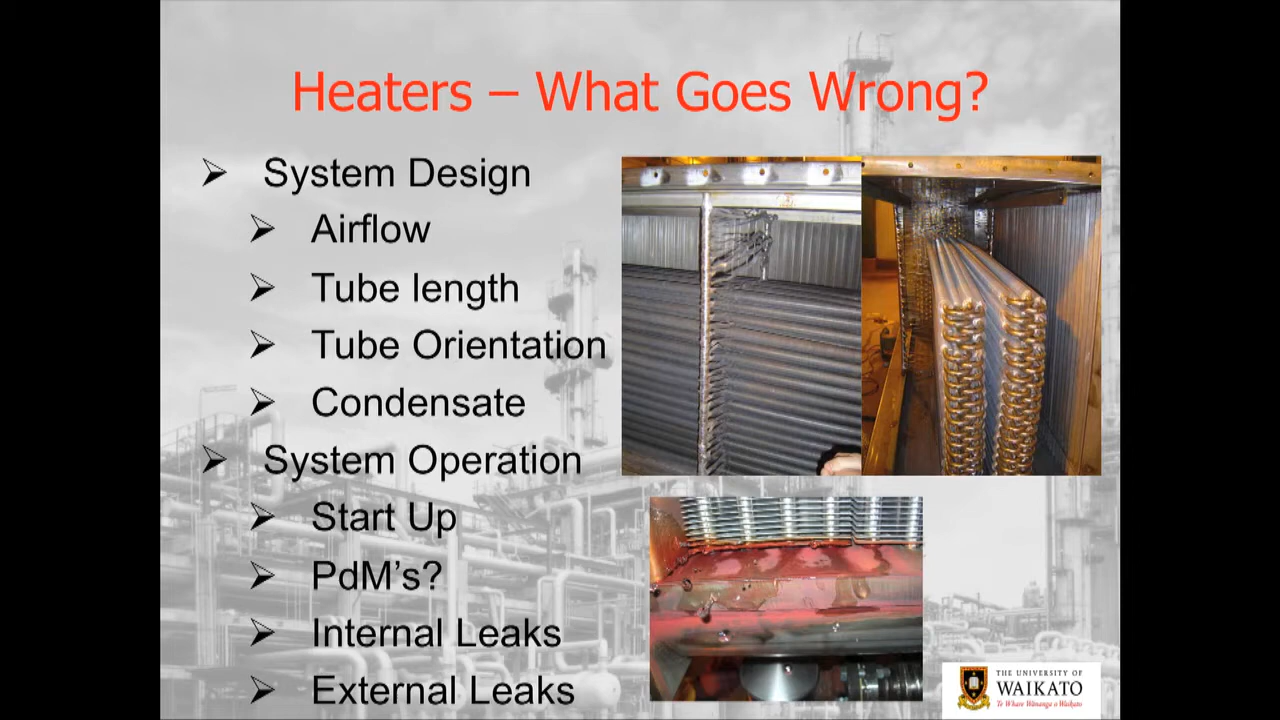 Heaters – What Goes Wrong?
System Design
Airflow
Tube length
Tube Orientation
Condensate
System Operation
Start Up
PdM’s?
Internal Leaks
External Leaks
THE UNIVERSITY OF
WAIKATO
Te Whare Wānanga o Waikato